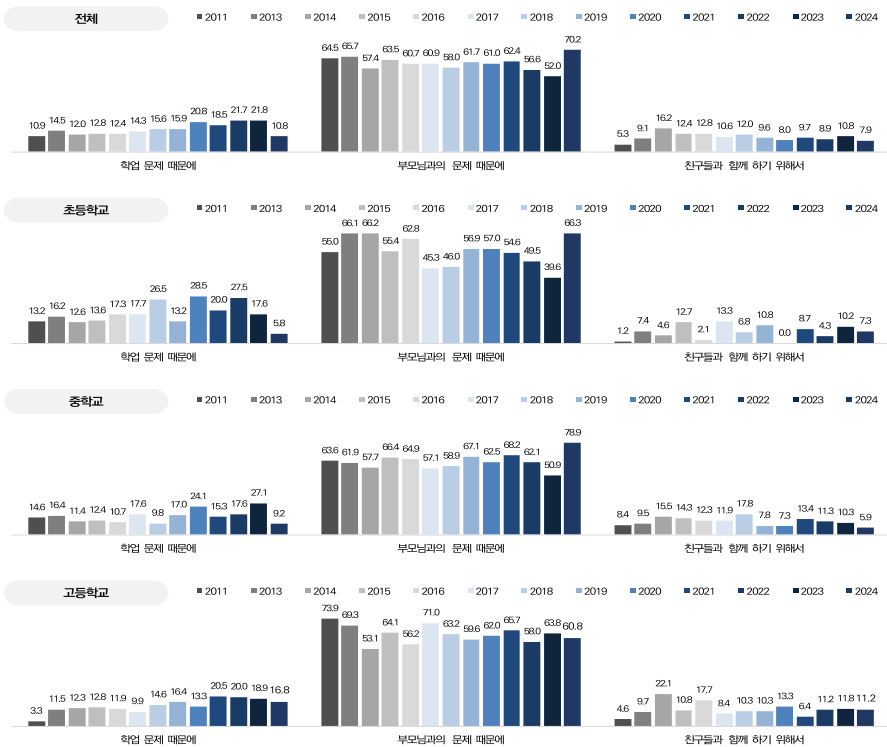 전체
2011 2013 2014 2015 2016 2017 2018 2019 2020 2021 2022 2023 2024
10.9 14.5 12.0 12.8 12.4 14.3 15.6 15.9 20.8 18.5 21.7 21.8 10.8
64.5 65.7 57.4 63.5 60.7 60.9 58.0 61.7 61.0 62.4 56.6 52.0 70.2
5.3 9.1 16.2 12.4 12.8 10.6 12.0 9.6 8.0 9.7 8.9 10.8 7.9
학업 문제 때문에 부모님과의 문제 때문에 친구들과 함께 하기 위해서
초등학교
2011 2013 2014 2015 2016 2017 2018 2019 2020 2021 2022 2023 2024
13.2 16.2 12.6 13.6 17.3 17.7 26.5 13.2 28.5 20.0 27.5 17.6 5.8
55.0 66.1 66.2 55.4 62.8 45.3 46.0 56.9 57.0 54.6 49.5 39.6 66.3
1.2 7.4 4.6 12.7 2.1 13.3 6.8 10.8 0.0 8.7 4.3 10.2 7.3
학업 문제 때문에 부모님과의 문제 때문에 친구들과 함께 하기 위해서
중학교
2011 2013 2014 2015 2016 2017 2018 2019 2020 2021 2022 2023 2024
14.6 16.4 11.4 12.4 10.7 17.6 9.8 17.0 24.1 15.3 17.6 27.1 9.2
63.6 61.9 57.7 66.4 64.9 57.1 58.9 67.1 62.5 68.2 62.1 50.9 78.9
8.4 9.5 15.5 14.3 12.3 11.9 17.8 7.8 7.3 13.4 11.3 10.3 5.9
학업 문제 때문에 부모님과의 문제 때문에 친구들과 함께 하기 위해서
고등학교
2011 2013 2014 2015 2016 2017 2018 2019 2020 2021 2022 2023 2024
3.3 11.5 12.3 12.8 11.9 9.9 14.6 16.4 13.3 20.5 20.0 18.9 16.8
73.9 69.3 53.1 64.1 56.2 71.0 63.2 59.6 62.0 65.7 58.0 63.8 60.8
4.6 9.7 22.1 10.8 17.7 8.4 10.3 10.3 13.3 6.4 11.2 11.8 11.2
학업 문제 때문에 부모님과의 문제 때문에 친구들과 함께 하기 위해서